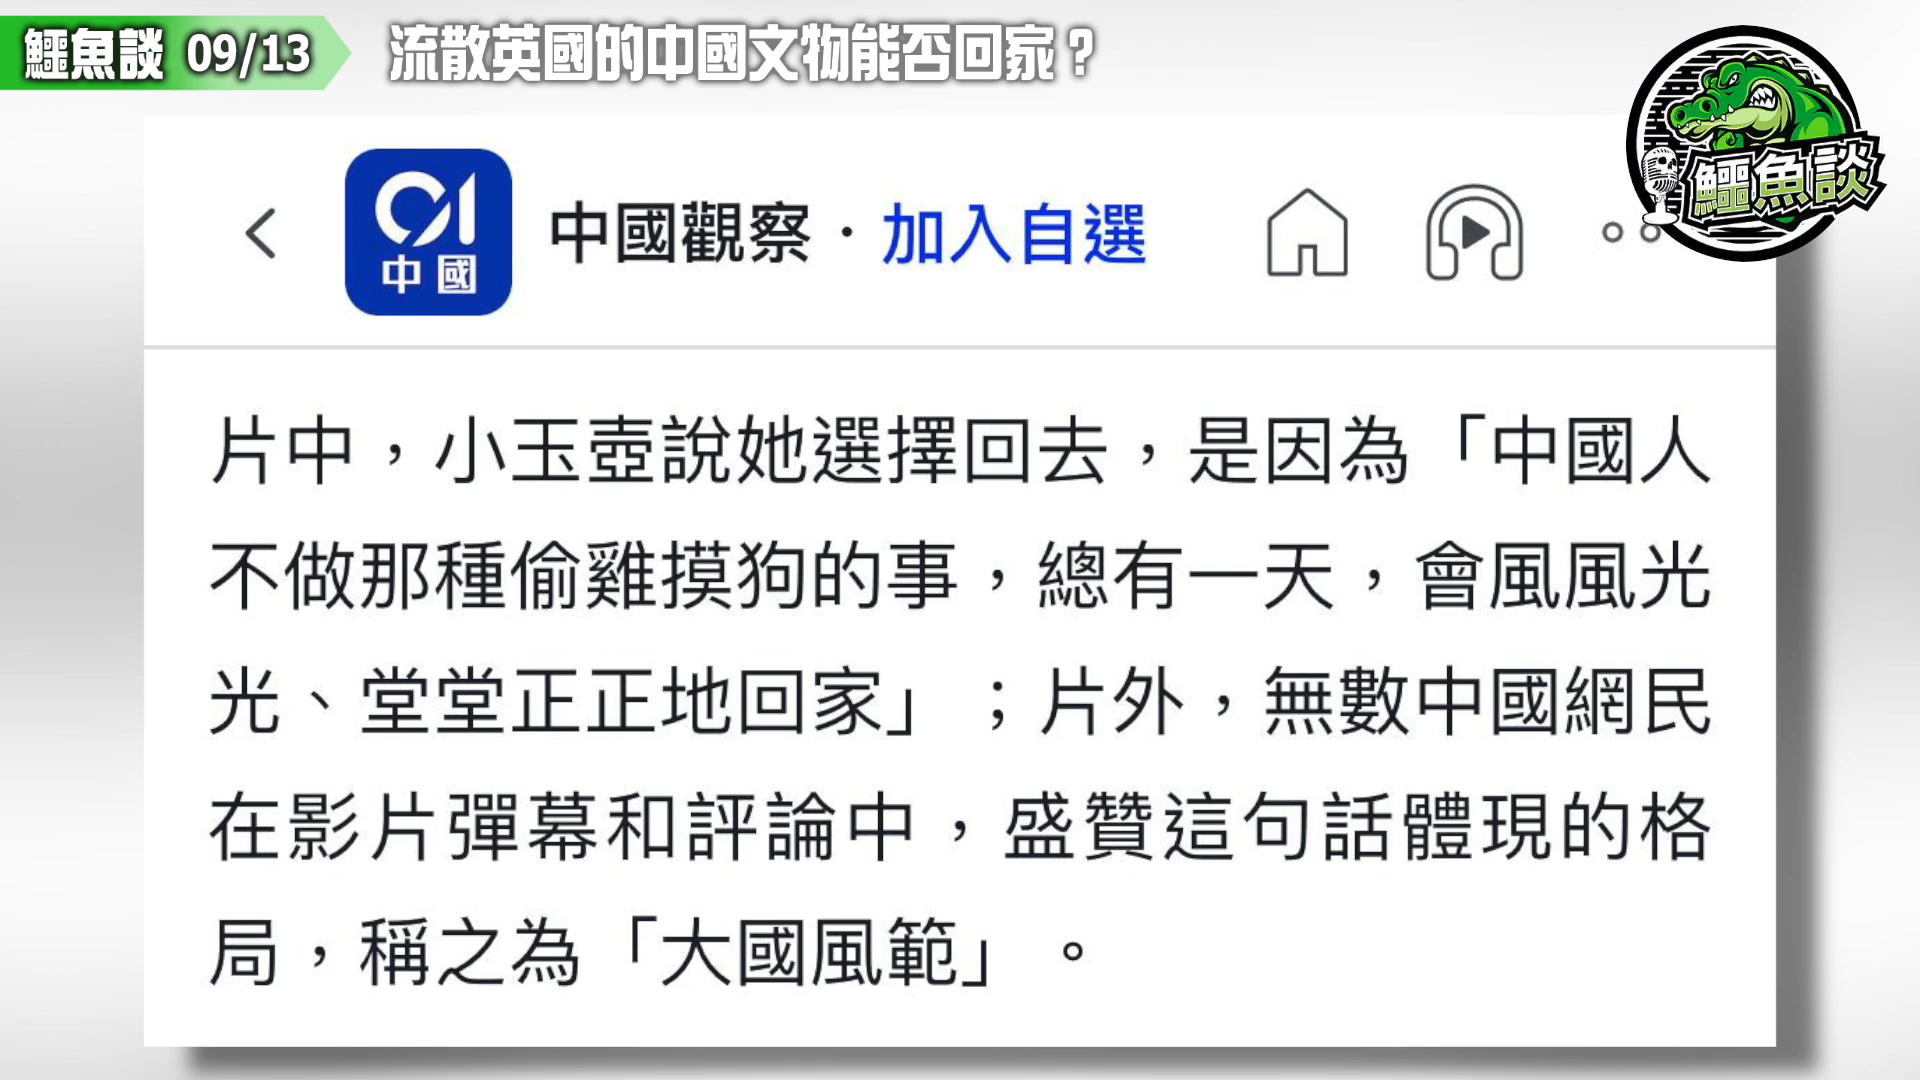 鱷魚談 09/13 流散英國的中國文物能否回家？
鱷魚談
01
中國
中國觀察 · 加入自選
片中，小玉壺說她選擇回去，是因為「中國人
不做那種偷雞摸狗的事，總有一天，會風風光
光、堂堂正正地回家」；片外，無數中國網民
在影片彈幕和評論中，盛贊這句話體現的格
局，稱之為「大國風範」。